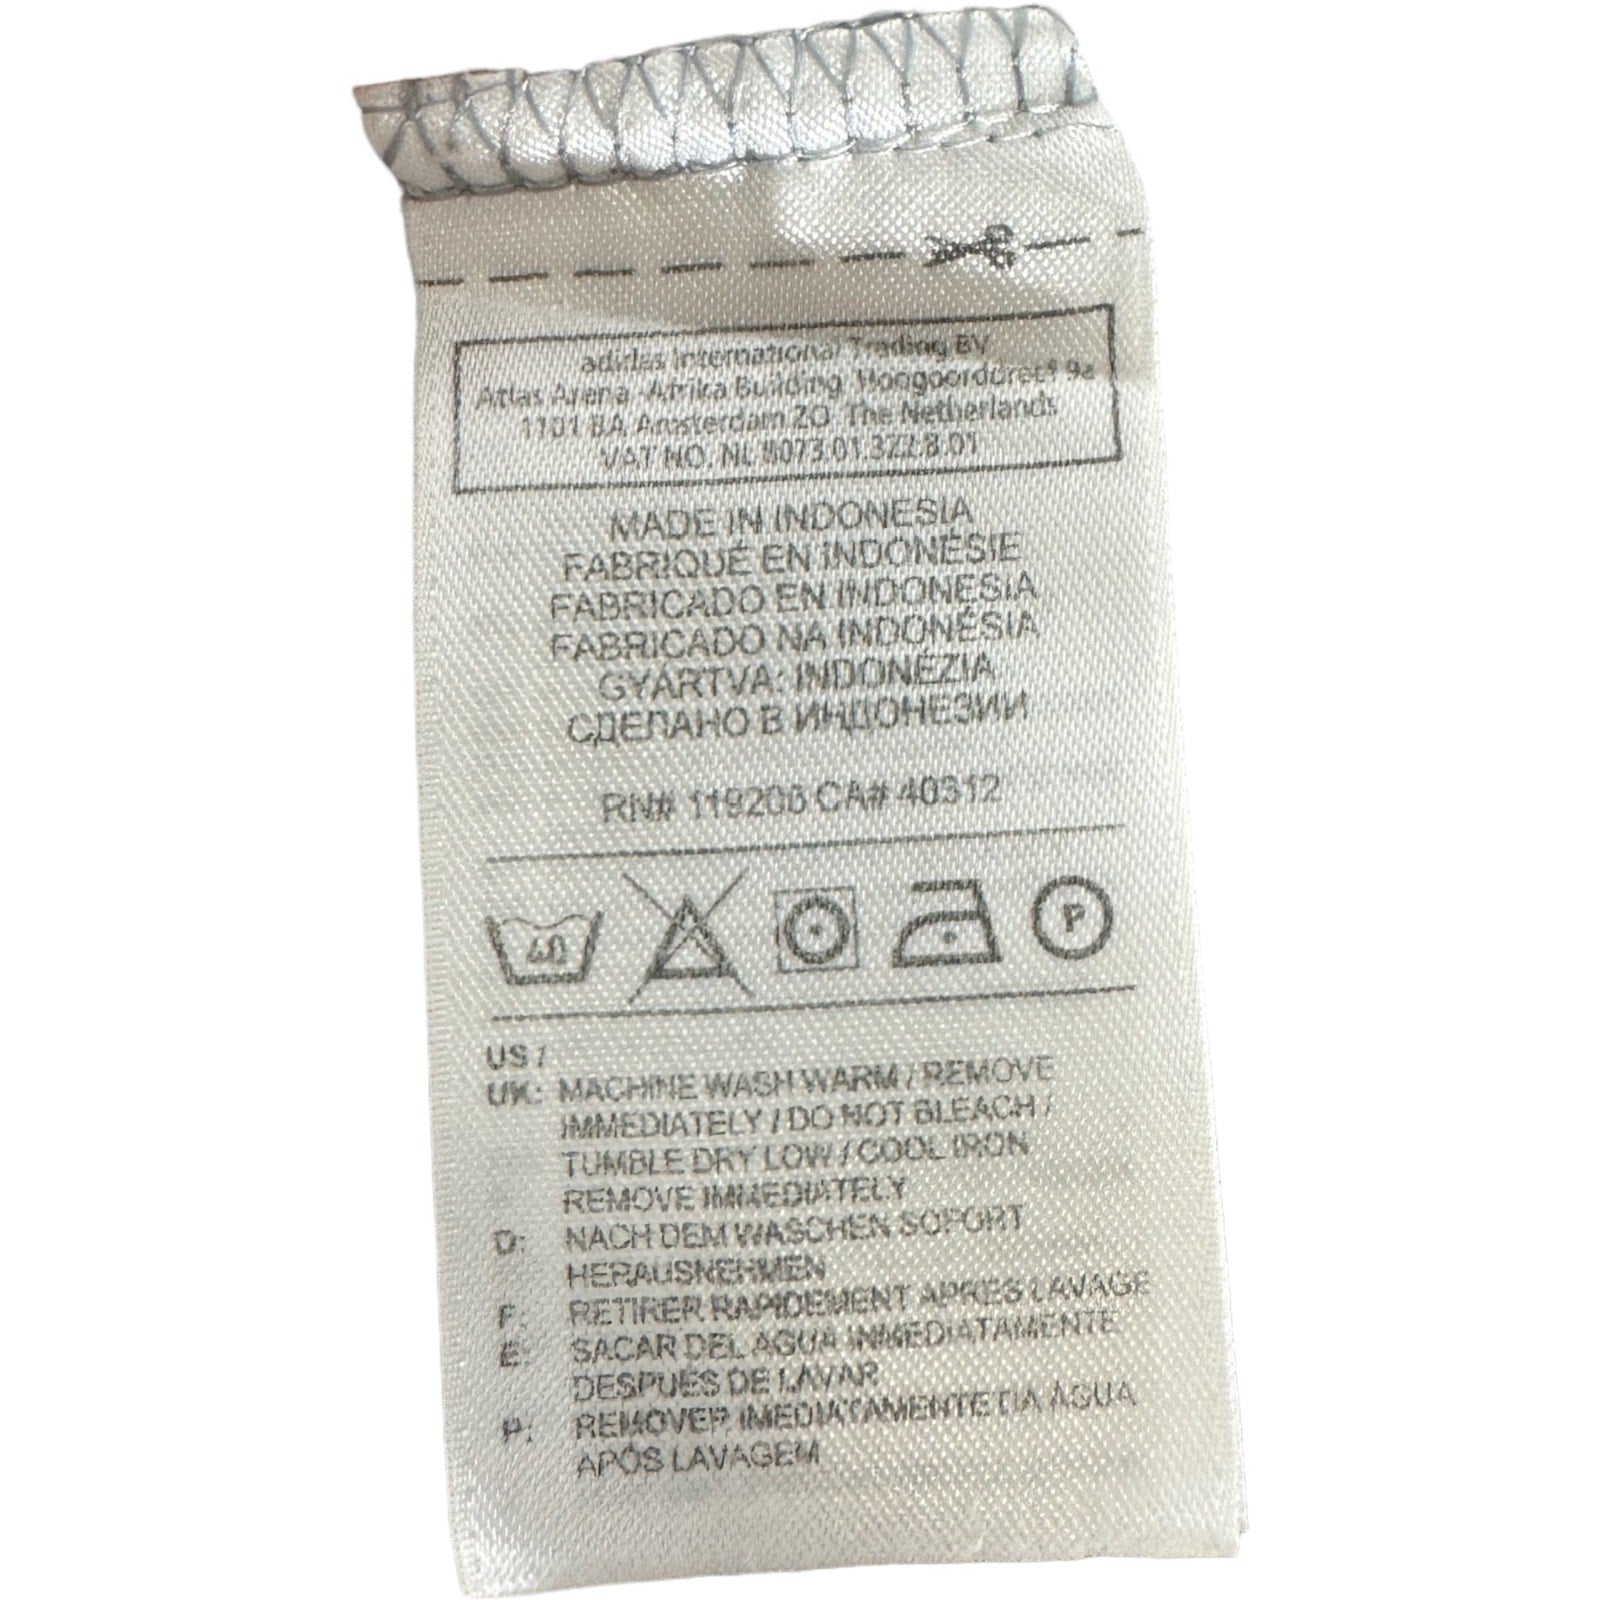 adidas International Trading BV
Atlas Arena -Afrika Building, Hoogoorddreef 9a
1101 BA Amsterdam ZO The Netherlands
VAT NO. NL 8073.01.322.B.01
MADE IN INDONESIA
FABRIQUÉ EN INDONÉSIE
FABRICADO EN INDONESIA
FABRICADO NA INDONÉSIA
GYÁRTVA: INDONÉZIA
СДЕЛАНО В ИНДОНЕЗИИ
RN# 119206 CA# 40312
40 P
US /
UK: MACHINE WASH WARM / REMOVE
IMMEDIATELY / DO NOT BLEACH /
TUMBLE DRY LOW / COOL IRON
REMOVE IMMEDIATELY
D: NACH DEM WASCHEN SOFORT
HERAUSNEHMEN
F: RETIRER RAPIDEMENT APRES LAVAGE
E: SACAR DEL AGUA INMEDIATAMENTE
DESPUÉS DE LAVAR
P: REMOVER IMEDIATAMENTE DA ÁGUA
APÓS LAVAGEM